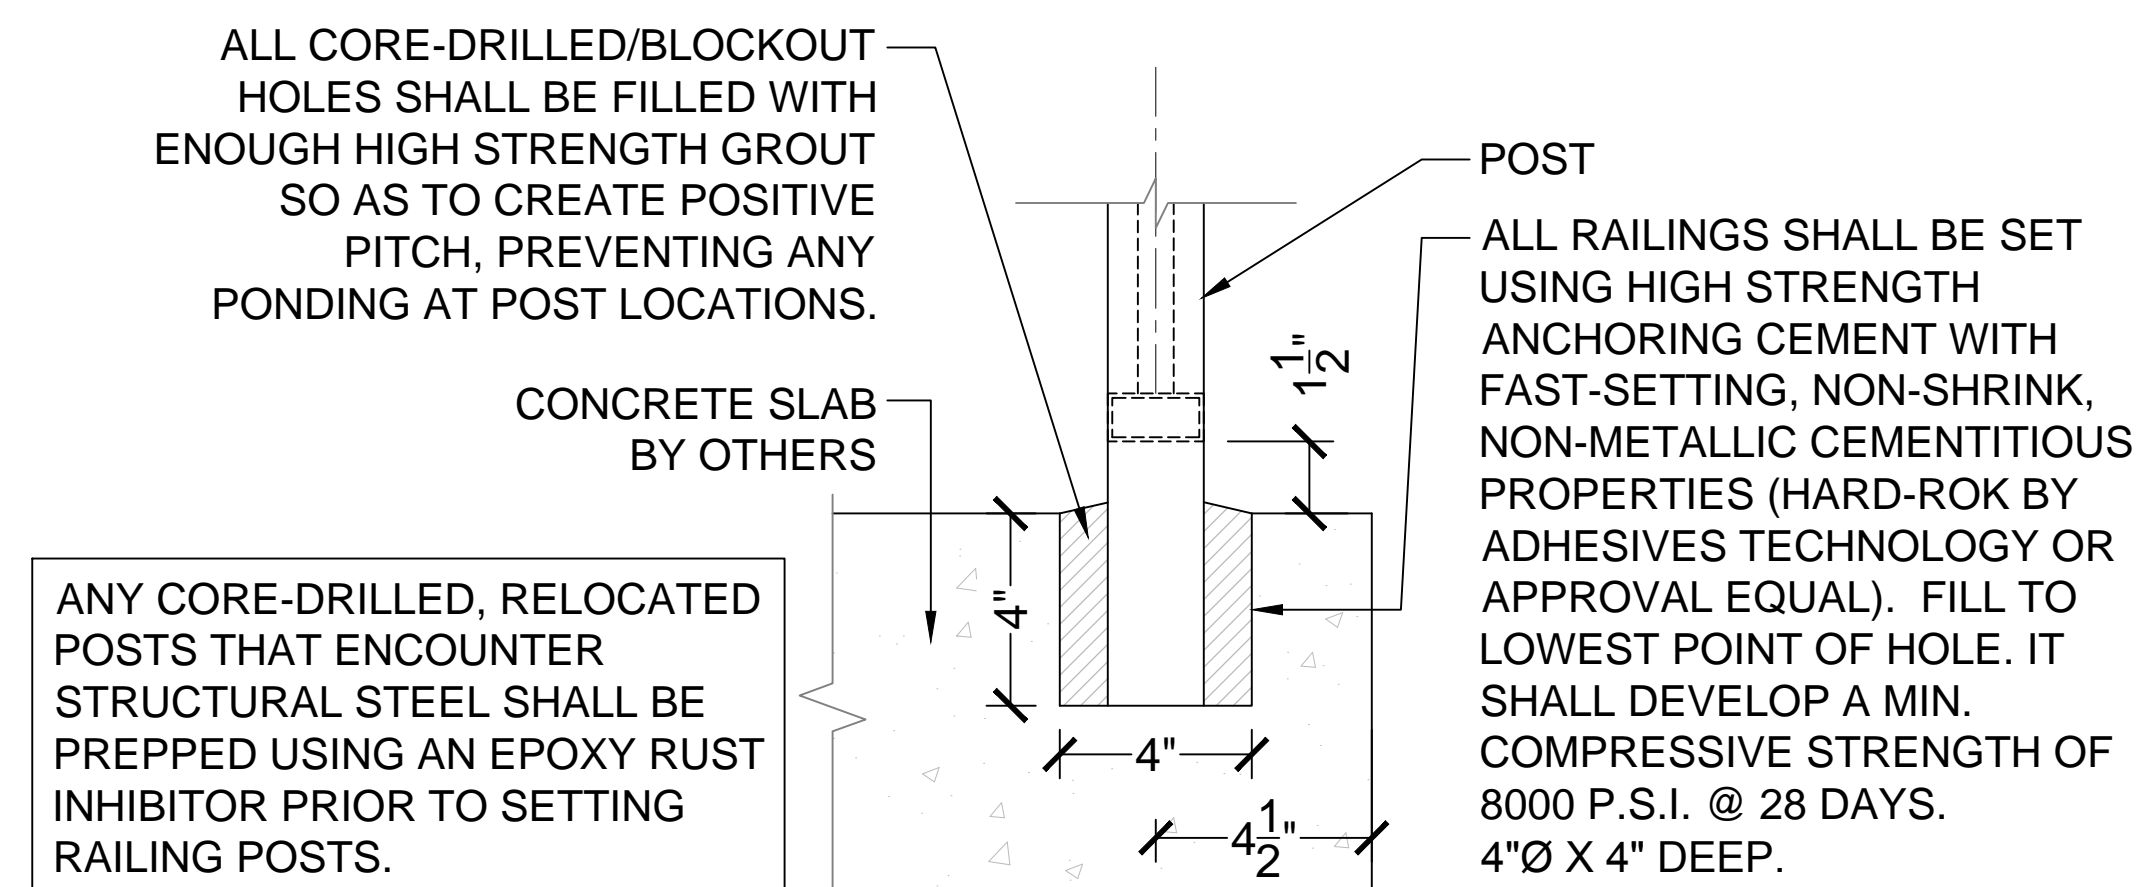 ALL CORE-DRILLED/BLOCKOUT
HOLES SHALL BE FILLED WITH
ENOUGH HIGH STRENGTH GROUT
SO AS TO CREATE POSITIVE
PITCH, PREVENTING ANY
PONDING AT POST LOCATIONS.
CONCRETE SLAB
BY OTHERS
ANY CORE-DRILLED, RELOCATED
POSTS THAT ENCOUNTER
STRUCTURAL STEEL SHALL BE
PREPPED USING AN EPOXY RUST
INHIBITOR PRIOR TO SETTING
RAILING POSTS.
POST
ALL RAILINGS SHALL BE SET
USING HIGH STRENGTH
ANCHORING CEMENT WITH
FAST-SETTING, NON-SHRINK,
NON-METALLIC CEMENTITIOUS
PROPERTIES (HARD-ROK BY
ADHESIVES TECHNOLOGY OR
APPROVAL EQUAL). FILL TO
LOWEST POINT OF HOLE. IT
SHALL DEVELOP A MIN.
COMPRESSIVE STRENGTH OF
8000 P.S.I. @ 28 DAYS.
4"Ø X 4" DEEP.
1 1/2"
4"
4"
4 1/2"